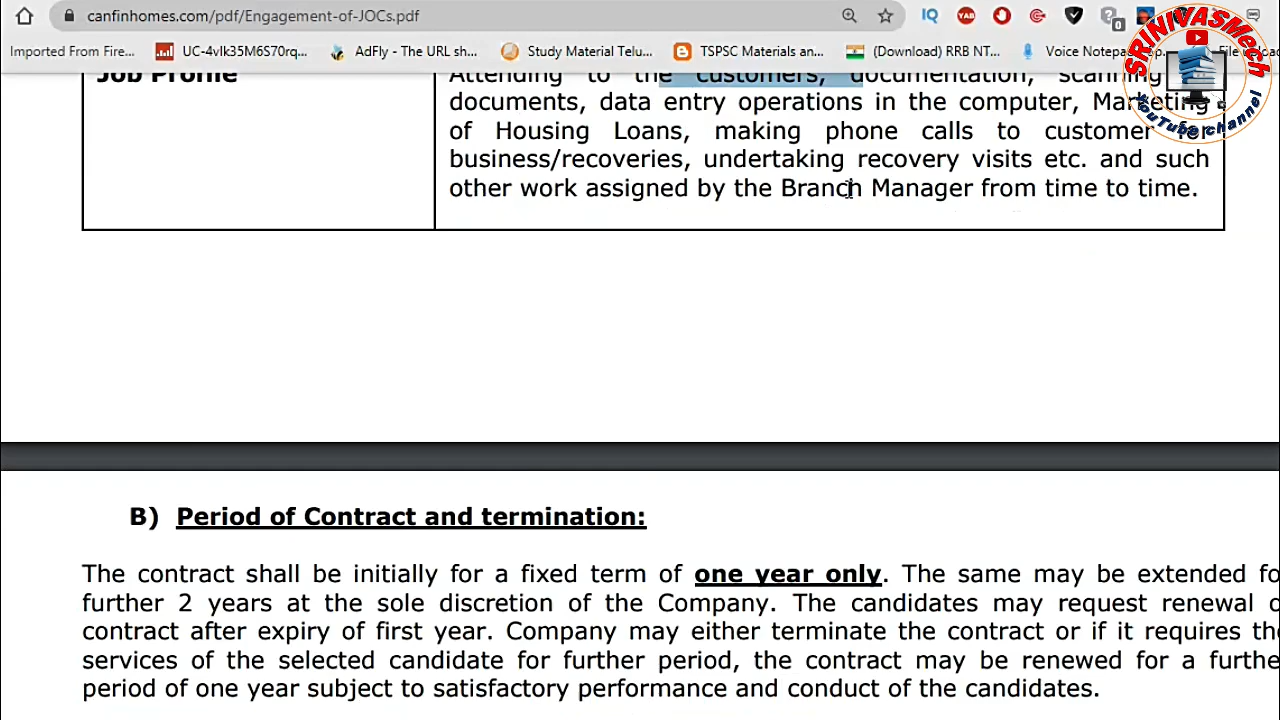 canfinhomes.com/pdf/Engagement-of-JOCs.pdf
IQ
YAB
0
Imported From Fire...
UC-4vIk35M6S70rq...
AdFly - The URL sh...
Study Material Telu...
TSPSC Materials an...
(Download) RRB NT...
Voice Notepad
SRINIVASMech
YouTube channel
Job Profile
Attending to the customers, documentation, scanning
documents, data entry operations in the computer, Marketing
of Housing Loans, making phone calls to customer
business/recoveries, undertaking recovery visits etc. and such
other work assigned by the Branch Manager from time to time.
B) Period of Contract and termination:
The contract shall be initially for a fixed term of one year only. The same may be extended fo
further 2 years at the sole discretion of the Company. The candidates may request renewal o
contract after expiry of first year. Company may either terminate the contract or if it requires the
services of the selected candidate for further period, the contract may be renewed for a furthe
period of one year subject to satisfactory performance and conduct of the candidates.